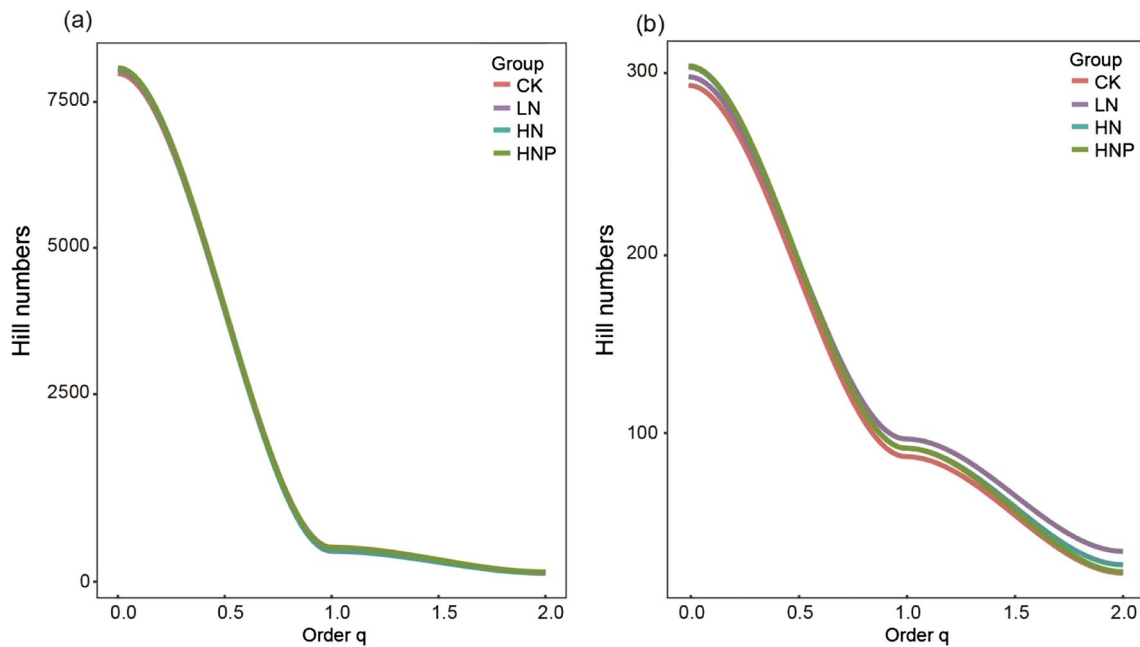 (a)
Group
CK
LN
HN
HNP
7500
5000
2500
0
Hill numbers
0.0 0.5 1.0 1.5 2.0
Order q
(b)
Group
CK
LN
HN
HNP
300
200
100
Hill numbers
0.0 0.5 1.0 1.5 2.0
Order q